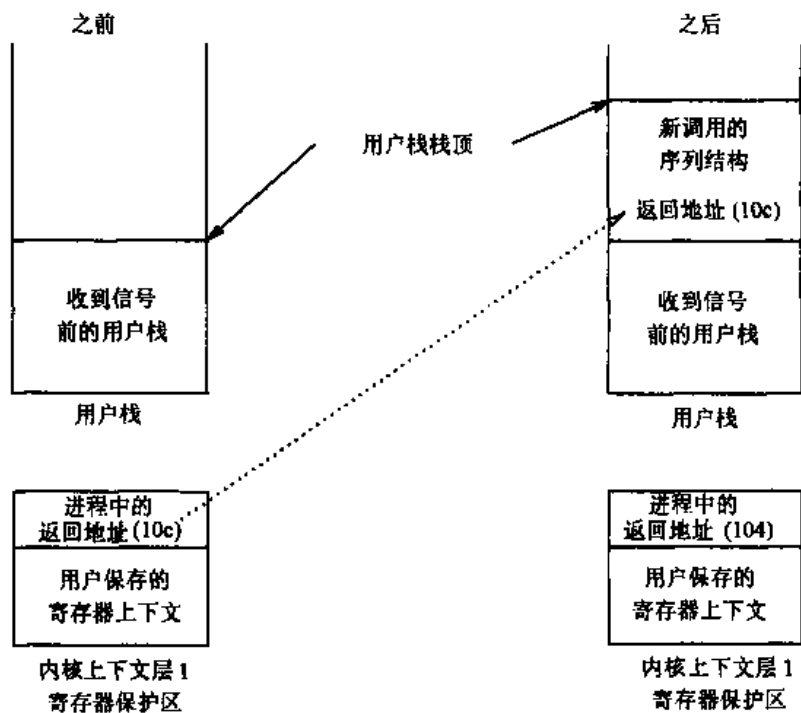 之前
之后
用户栈栈顶
新调用的
序列结构
返回地址 (10c)
收到信号
前的用户栈
收到信号
前的用户栈
用户栈
用户栈
进程中的
返回地址 (10c)
进程中的
返回地址 (104)
用户保存的
寄存器上下文
用户保存的
寄存器上下文
内核上下文层 1
寄存器保护区
内核上下文层 1
寄存器保护区